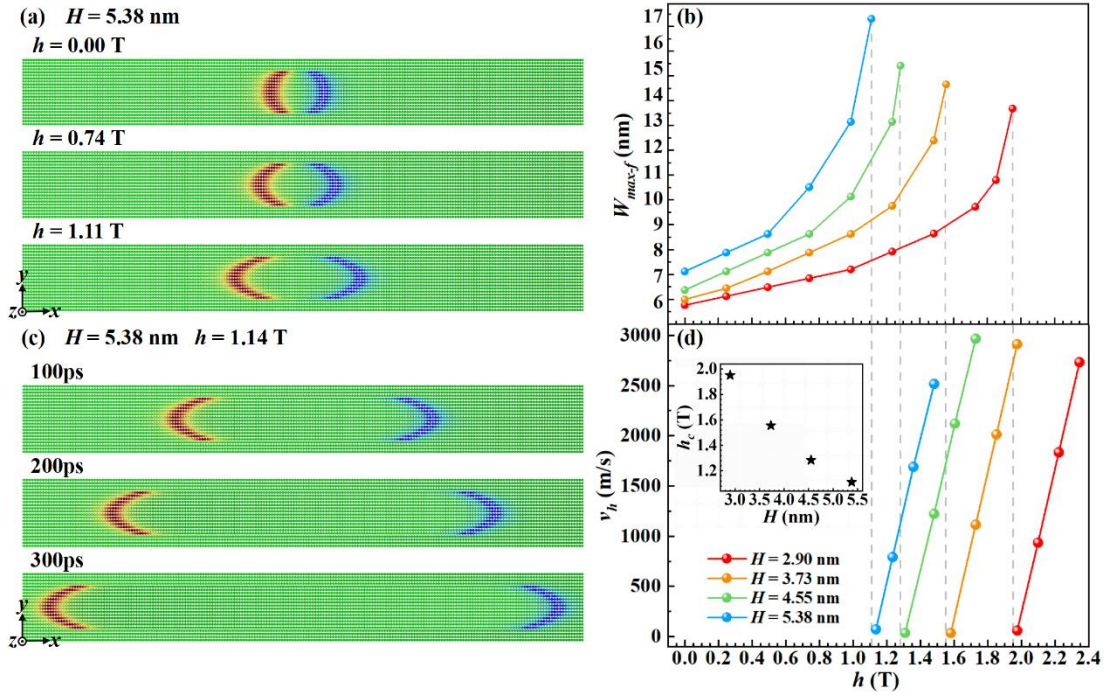 (a) H = 5.38 nm
h = 0.00 T
h = 0.74 T
h = 1.11 T
y
z x
(b)
17
16
15
14
13
12
11
10
9
8
7
6
W_max-f (nm)
(c) H = 5.38 nm h = 1.14 T
100ps
200ps
300ps
y
z x
(d)
3000
2500
2000
1500
1000
500
0
v_h (m/s)
2.0
1.8
1.6
1.4
1.2
h_c (T)
3.0 3.5 4.0 4.5 5.0 5.5
H (nm)
H = 2.90 nm
H = 3.73 nm
H = 4.55 nm
H = 5.38 nm
0.0 0.2 0.4 0.6 0.8 1.0 1.2 1.4 1.6 1.8 2.0 2.2 2.4
h (T)